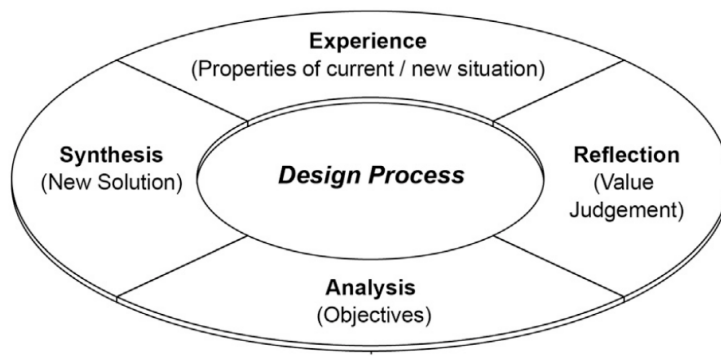 Experience
(Properties of current / new situation)
Synthesis
(New Solution)
Design Process
Reflection
(Value
Judgement)
Analysis
(Objectives)